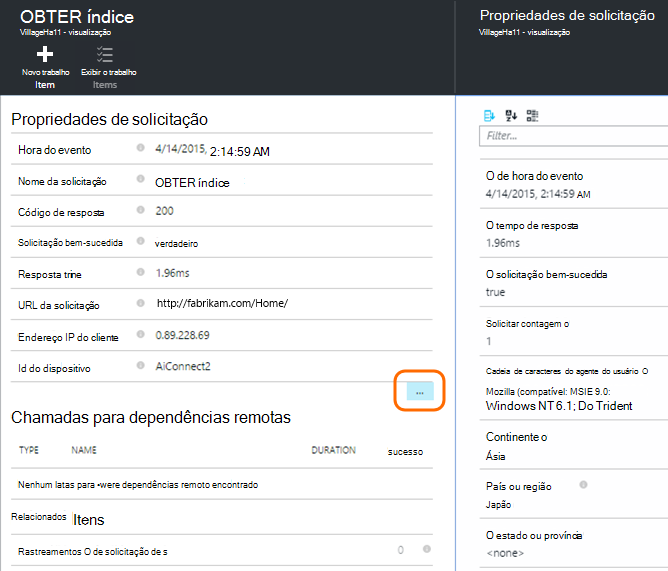 OBTER índice
VillageHa11 - visualização
Novo trabalho
Item
Exibir o trabalho
Items
Propriedades de solicitação
Hora do evento 4/14/2015, 2:14:59 AM
Nome da solicitação OBTER índice
Código de resposta 200
Solicitação bem-sucedida verdadeiro
Resposta trine 1.96ms
URL da solicitação http://fabrikam.com/Home/
Endereço IP do cliente 0.89.228.69
Id do dispositivo AiConnect2
...
Chamadas para dependências remotas
TYPE NAME DURATION sucesso
Nenhum latas para -were dependências remoto encontrado
Relacionados Itens
Rastreamentos O de solicitação de s 0
Propriedades de solicitação
VillageHa11 - visualização
Filter...
O de hora do evento
4/14/2015, 2:14:59 AM
O tempo de resposta
1.96ms
O solicitação bem-sucedida
true
Solicitar contagem o
1
Cadeia de caracteres do agente do usuário O
Mozilla (compatível: MSIE 9.0:
Windows NT 6.1; Do Trident
Continente o
Ásia
País ou região
Japão
O estado ou província
<none>